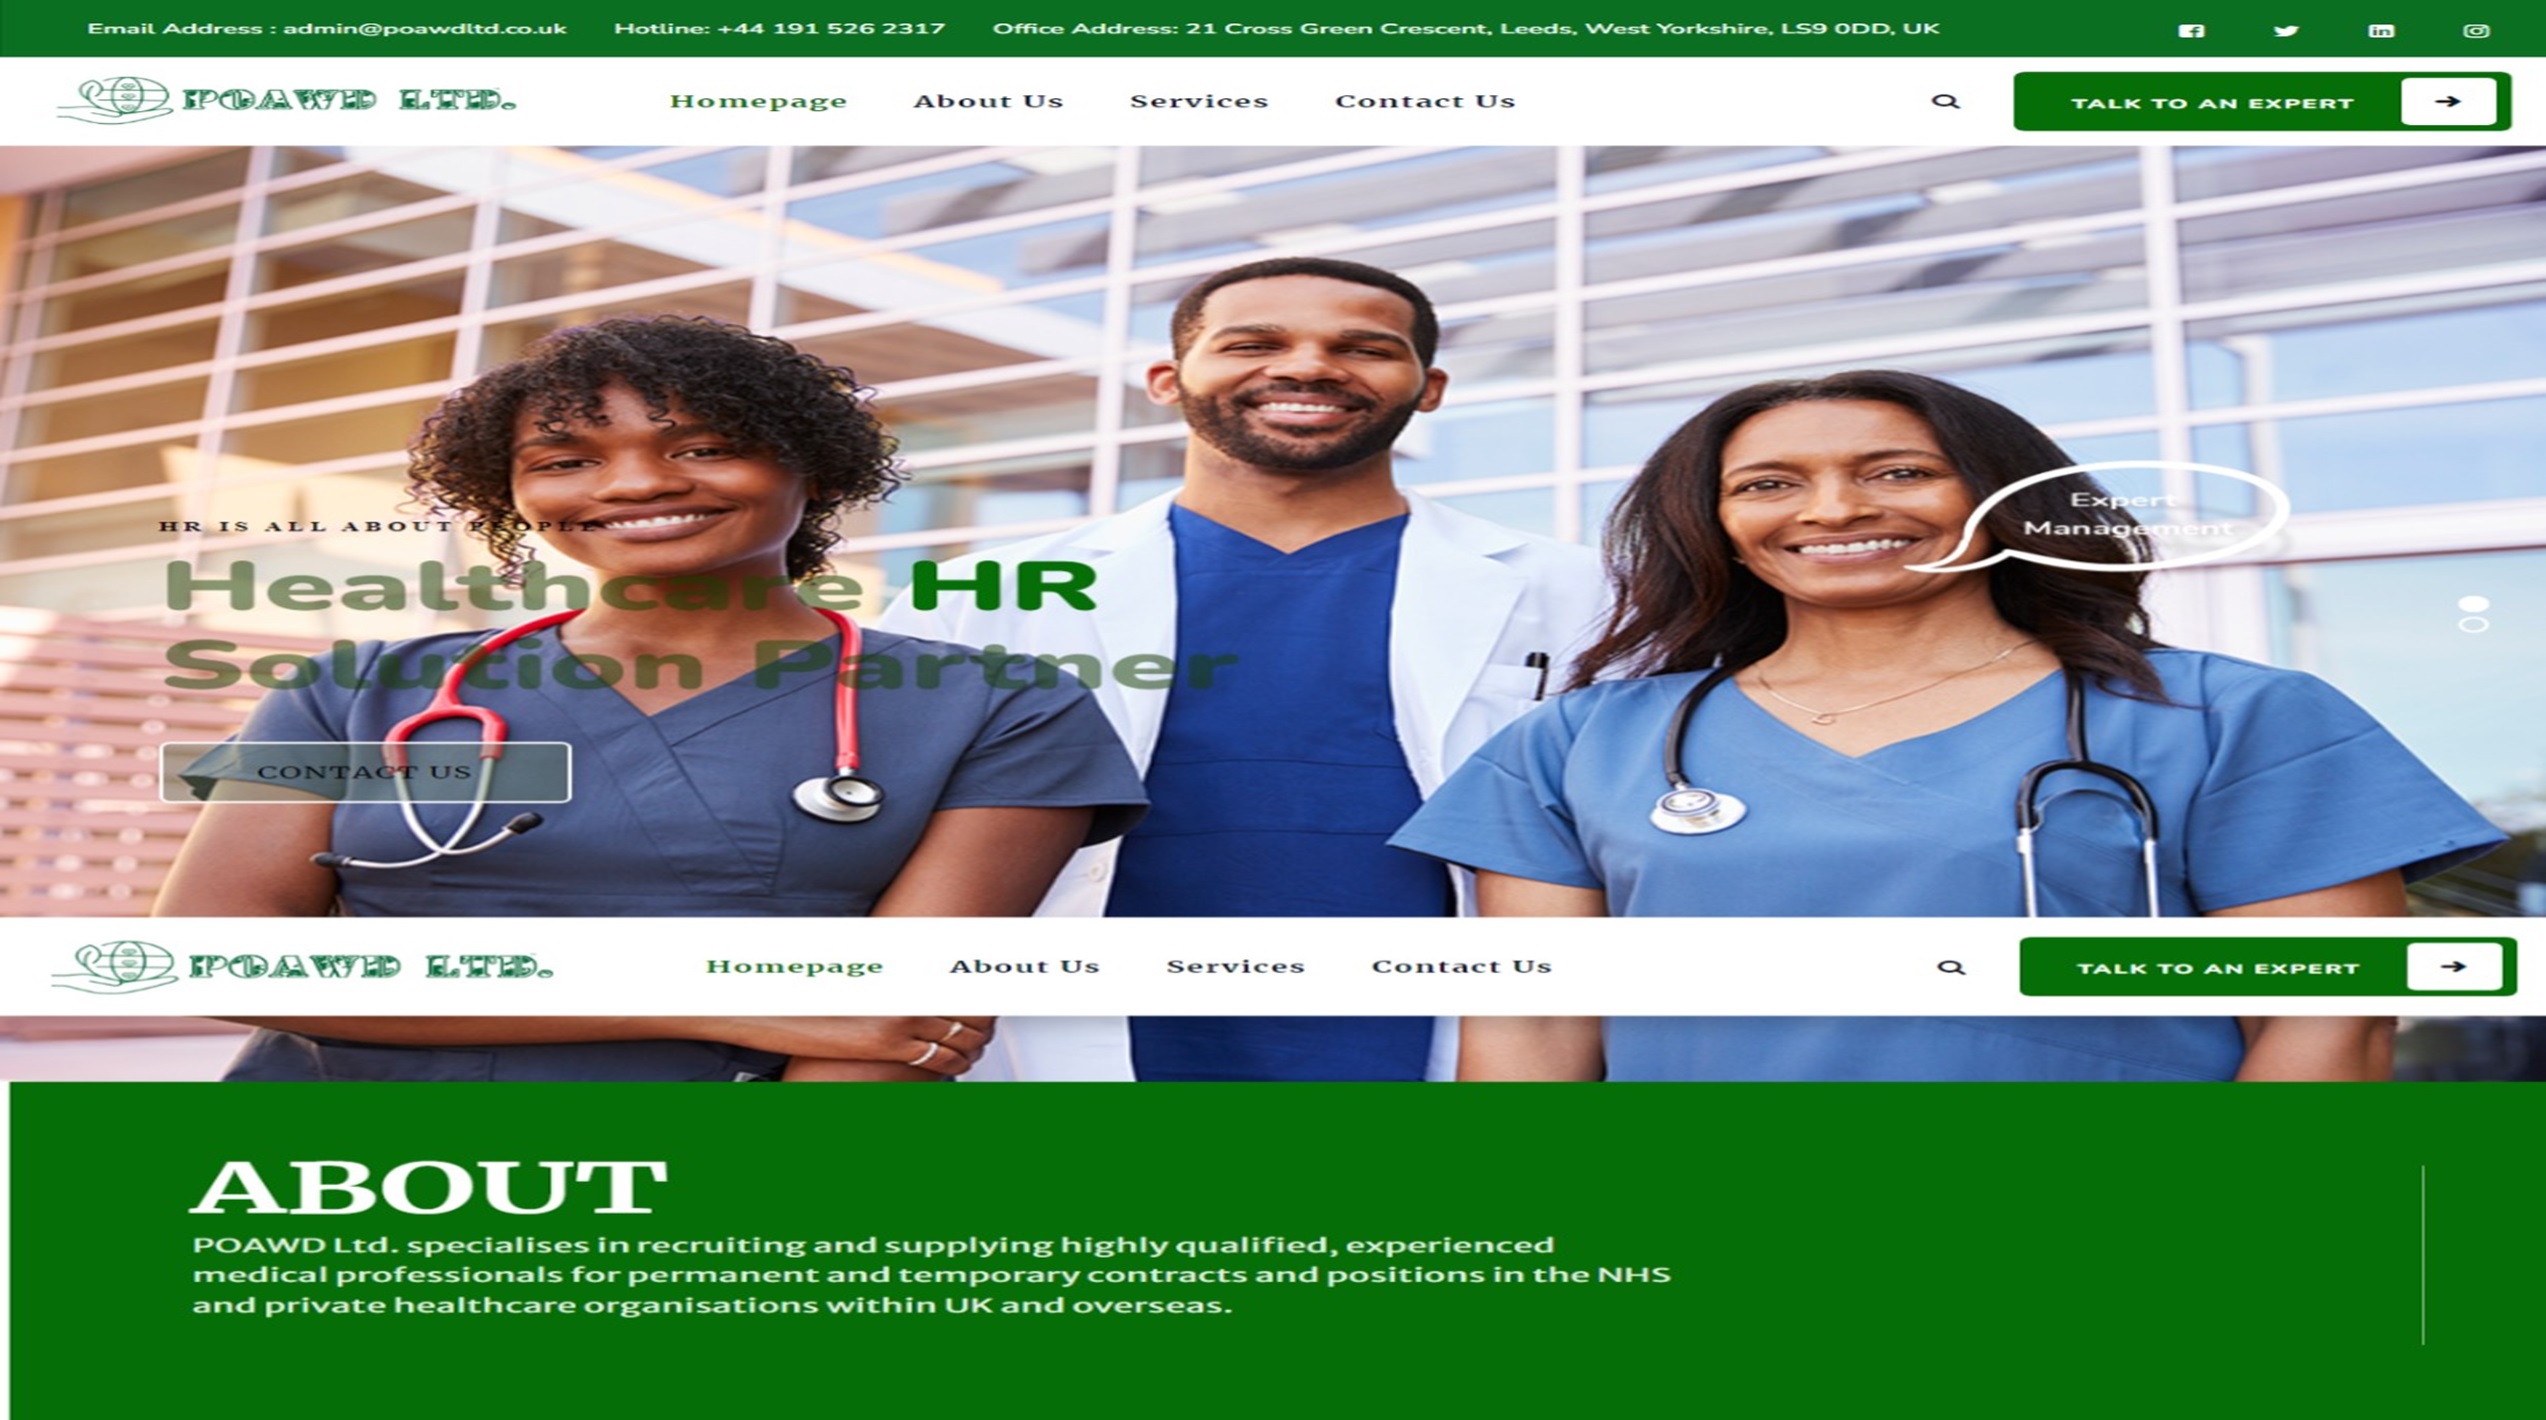 Email Address : admin@poawdltd.co.uk Hotline: +44 191 526 2317 Office Address: 21 Cross Green Crescent, Leeds, West Yorkshire, LS9 0DD, UK
POAWD LTD. Homepage About Us Services Contact Us TALK TO AN EXPERT →
Expert
Management
HR IS ALL ABOUT PEOPLE
Healthcare HR
Solution Partner
CONTACT US
POAWD LTD. Homepage About Us Services Contact Us TALK TO AN EXPERT →
ABOUT
POAWD Ltd. specialises in recruiting and supplying highly qualified, experienced
medical professionals for permanent and temporary contracts and positions in the NHS
and private healthcare organisations within UK and overseas.